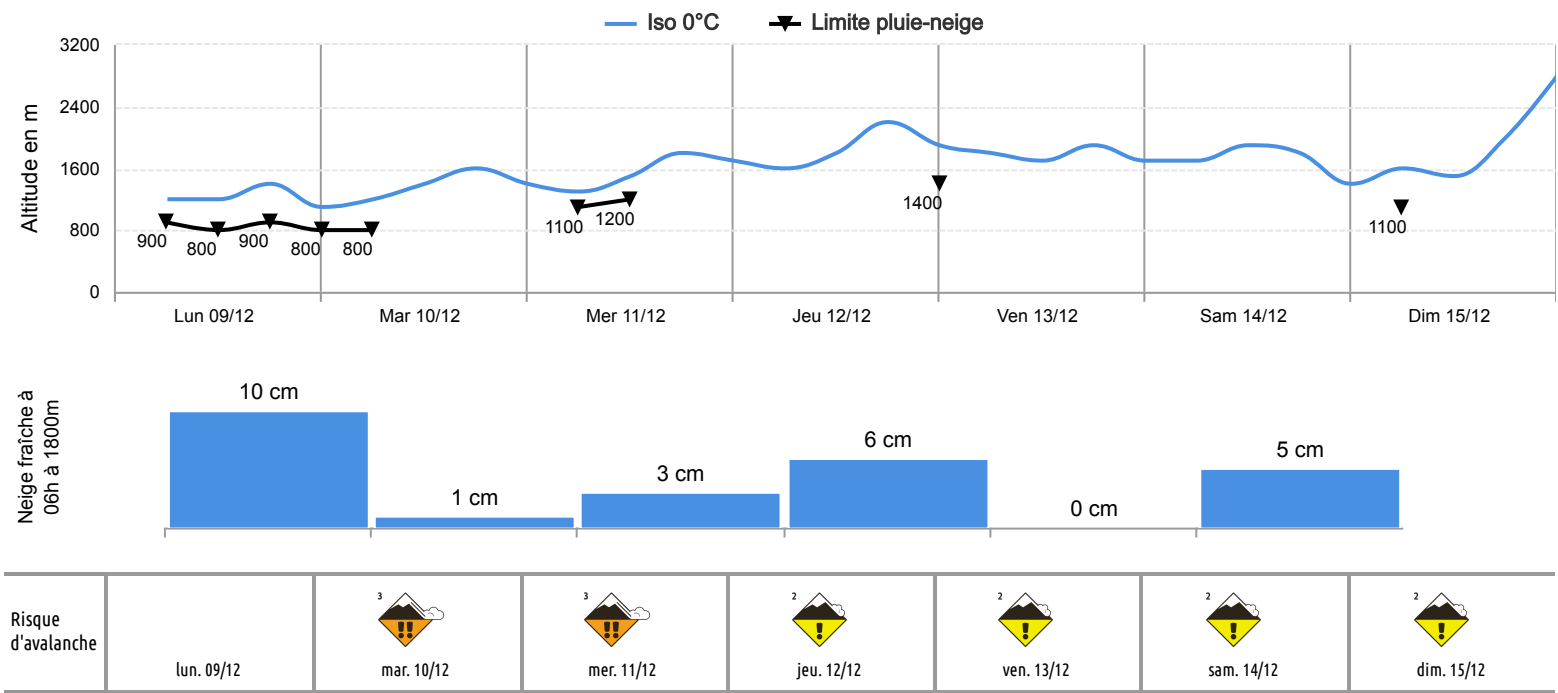 Iso 0°C Limite pluie-neige
Altitude en m
3200
2400
1600
800
0
900 800 900 800 800 1100 1200 1400 1100
Lun 09/12 Mar 10/12 Mer 11/12 Jeu 12/12 Ven 13/12 Sam 14/12 Dim 15/12
Neige fraîche à
06h à 1800m
10 cm 1 cm 3 cm 6 cm 0 cm 5 cm
Risque
d'avalanche
3 3 2 2 2 2
!! !! ! ! ! !
lun. 09/12 mar. 10/12 mer. 11/12 jeu. 12/12 ven. 13/12 sam. 14/12 dim. 15/12